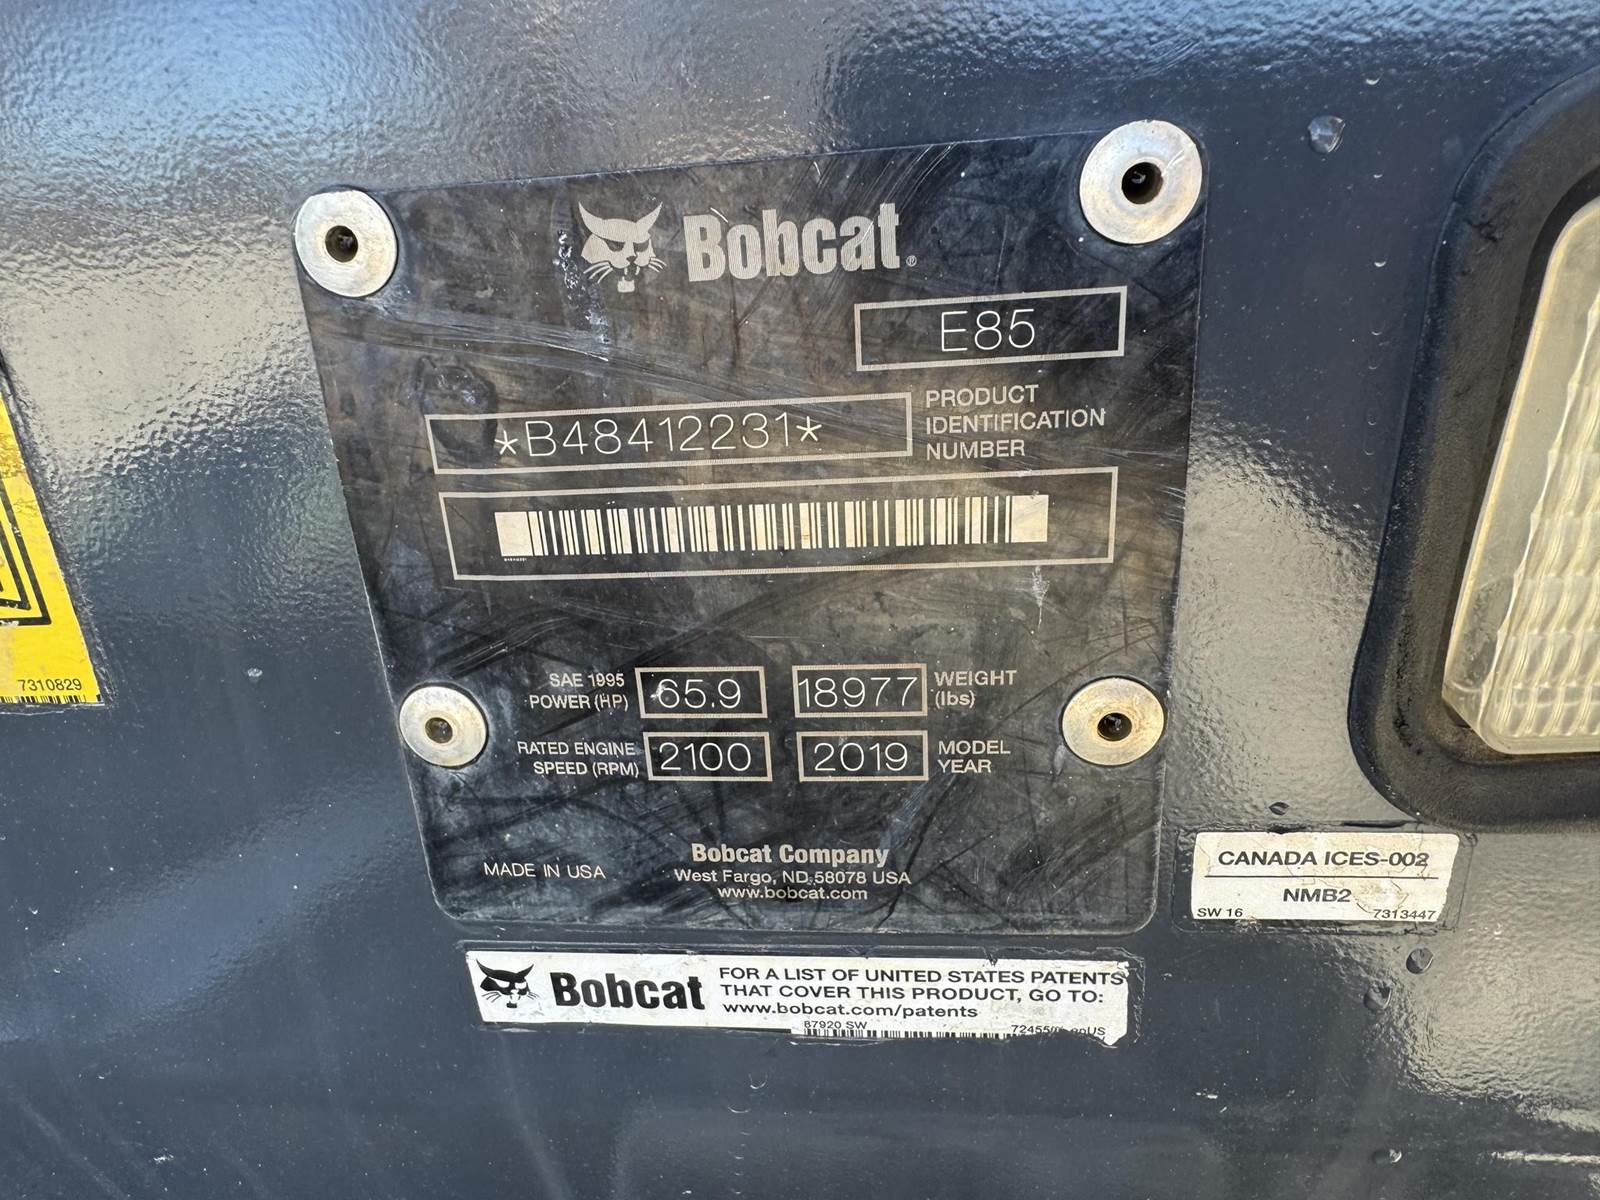 Bobcat®
E85
*B48412231*
PRODUCT
IDENTIFICATION
NUMBER
SAE 1995
POWER (HP)
65.9
18977
WEIGHT
(lbs)
RATED ENGINE
SPEED (RPM)
2100
2019
MODEL
YEAR
MADE IN USA
Bobcat Company
West Fargo, ND 58078 USA
www.bobcat.com
7310829
CANADA ICES-002
NMB2
SW 16
7313447
Bobcat
FOR A LIST OF UNITED STATES PATENTS
THAT COVER THIS PRODUCT, GO TO:
www.bobcat.com/patents
87920 SW